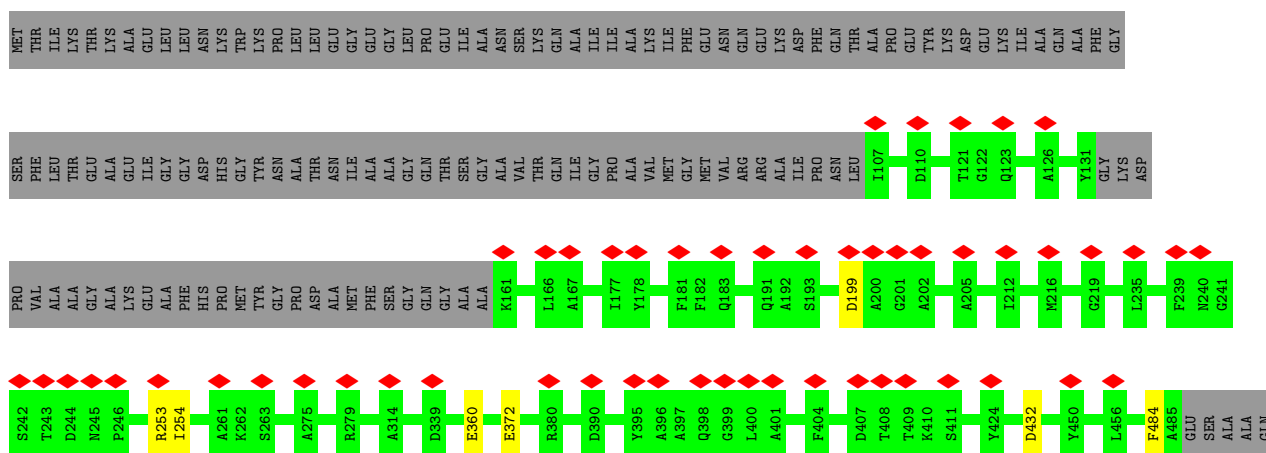 MET THR ILE LYS THR LYS ALA GLU LEU LEU ASN LYS TRP LYS PRO LEU LEU GLU GLY GLU GLY LEU PRO GLU ILE ALA ASN SER LYS GLN ALA ILE ILE ALA LYS ILE PHE GLU ASN GLN GLU LYS ASP PHE GLN THR ALA PRO GLU TYR LYS ASP GLU LYS ILE ALA GLN ALA PHE GLY
SER PHE LEU THR GLU ALA GLU ILE GLY GLY ASP HIS GLY TYR ASN ALA THR ASN ILE ALA ALA GLY GLN THR SER GLY ALA VAL THR GLN ILE GLY PRO ALA VAL MET GLY MET VAL ARG ARG ALA ILE PRO ASN LEU I107 D110 T121 G122 Q123 A126 Y131 GLY LYS ASP
PRO VAL ALA ALA GLY ALA LYS GLU ALA PHE HIS PRO MET TYR GLY PRO ASP ALA MET PHE SER GLY GLN GLY ALA ALA K161 L166 A167 I177 Y178 F181 F182 Q183 Q191 A192 S193 D199 A200 G201 A202 A205 I212 M216 G219 L235 F239 N240 G241
S242 T243 D244 N245 P246 R253 I254 A261 K262 S263 A275 R279 A314 D339 E360 E372 R380 D390 Y395 A396 A397 Q398 G399 L400 A401 F404 D407 T408 T409 K410 S411 Y424 D432 Y450 L456 F484 A485 GLU SER ALA ALA GLN